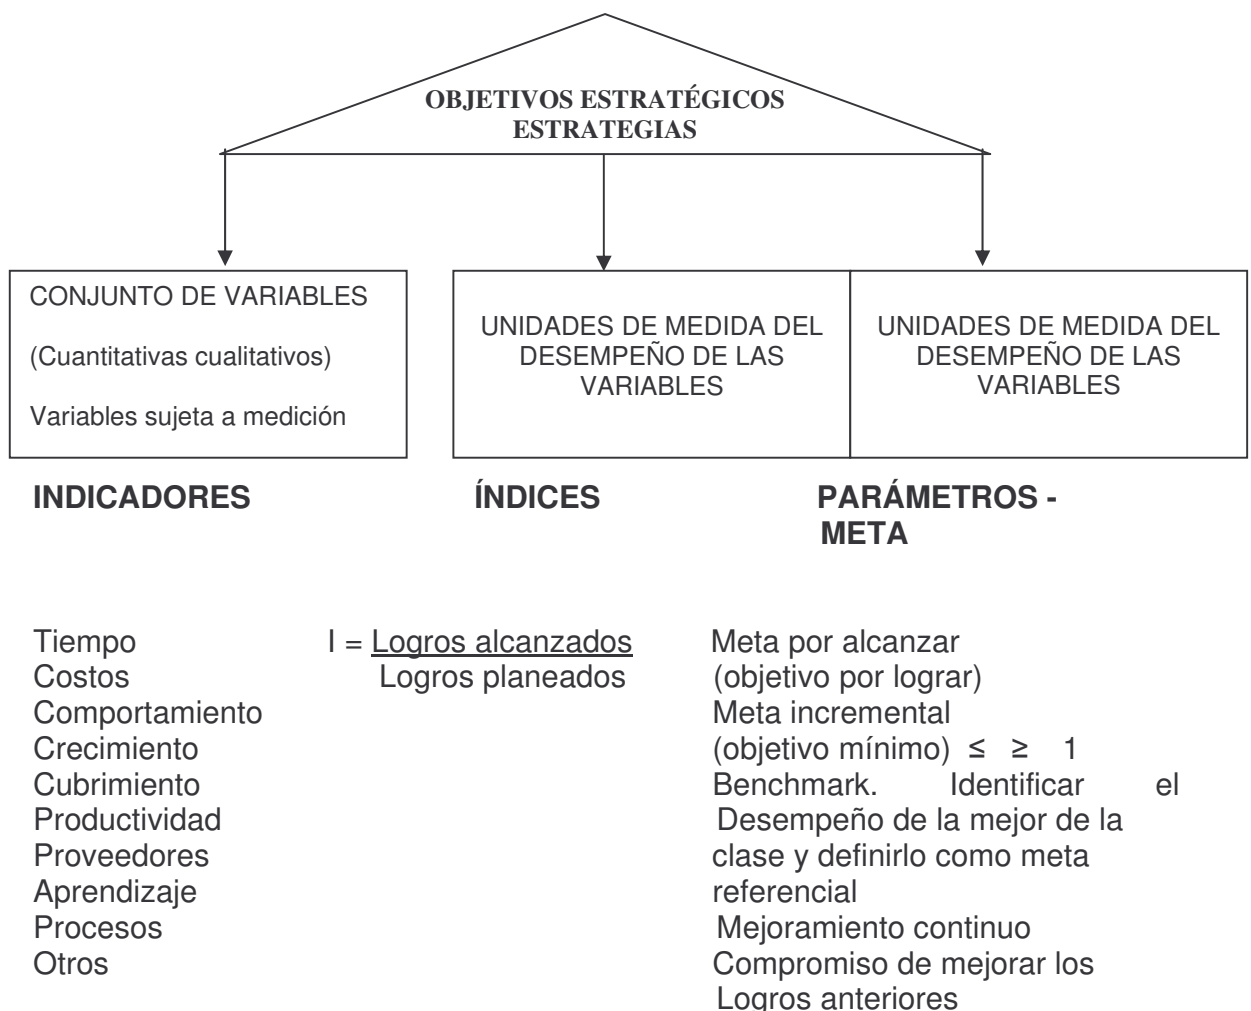 OBJETIVOS ESTRATÉGICOS
ESTRATEGIAS
CONJUNTO DE VARIABLES
(Cuantitativas cualitativos)
Variables sujeta a medición
UNIDADES DE MEDIDA DEL
DESEMPEÑO DE LAS
VARIABLES
UNIDADES DE MEDIDA DEL
DESEMPEÑO DE LAS
VARIABLES
INDICADORES
ÍNDICES
PARÁMETROS -
META
Tiempo
Costos
Comportamiento
Crecimiento
Cubrimiento
Productividad
Proveedores
Aprendizaje
Procesos
Otros
I = Logros alcanzados
Logros planeados
Meta por alcanzar
(objetivo por lograr)
Meta incremental
(objetivo mínimo) ≤ ≥ 1
Benchmark. Identificar el
Desempeño de la mejor de la
clase y definirlo como meta
referencial
Mejoramiento continuo
Compromiso de mejorar los
Logros anteriores